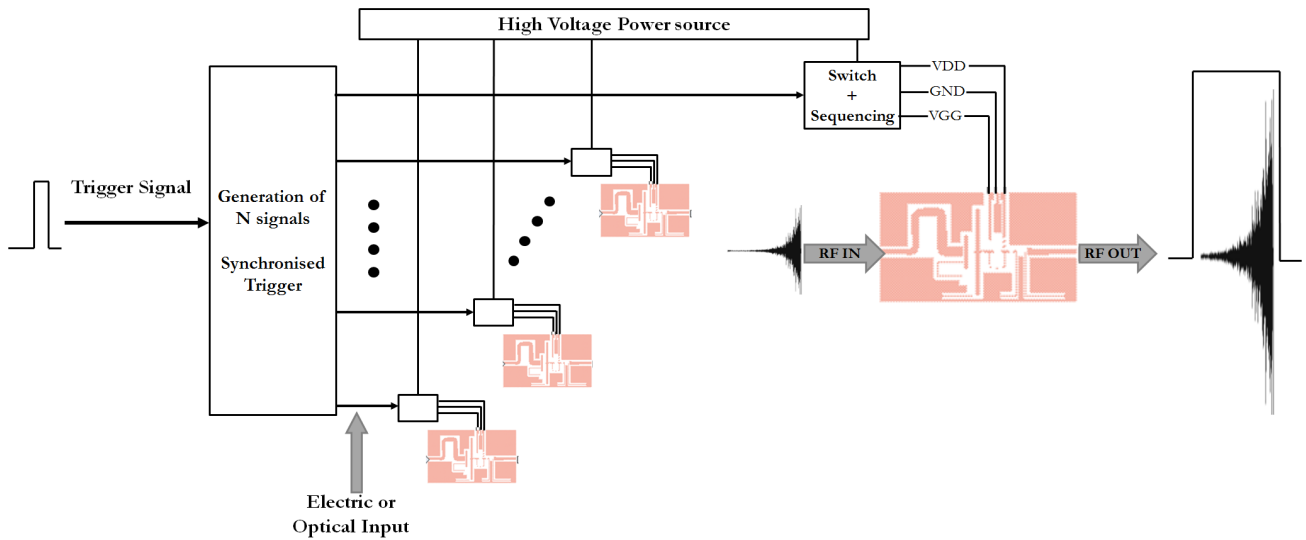 High Voltage Power source
Switch
+
Sequencing
VDD
GND
VGG
Trigger Signal
Generation of
N signals
Synchronised
Trigger
RF IN
RF OUT
Electric or
Optical Input